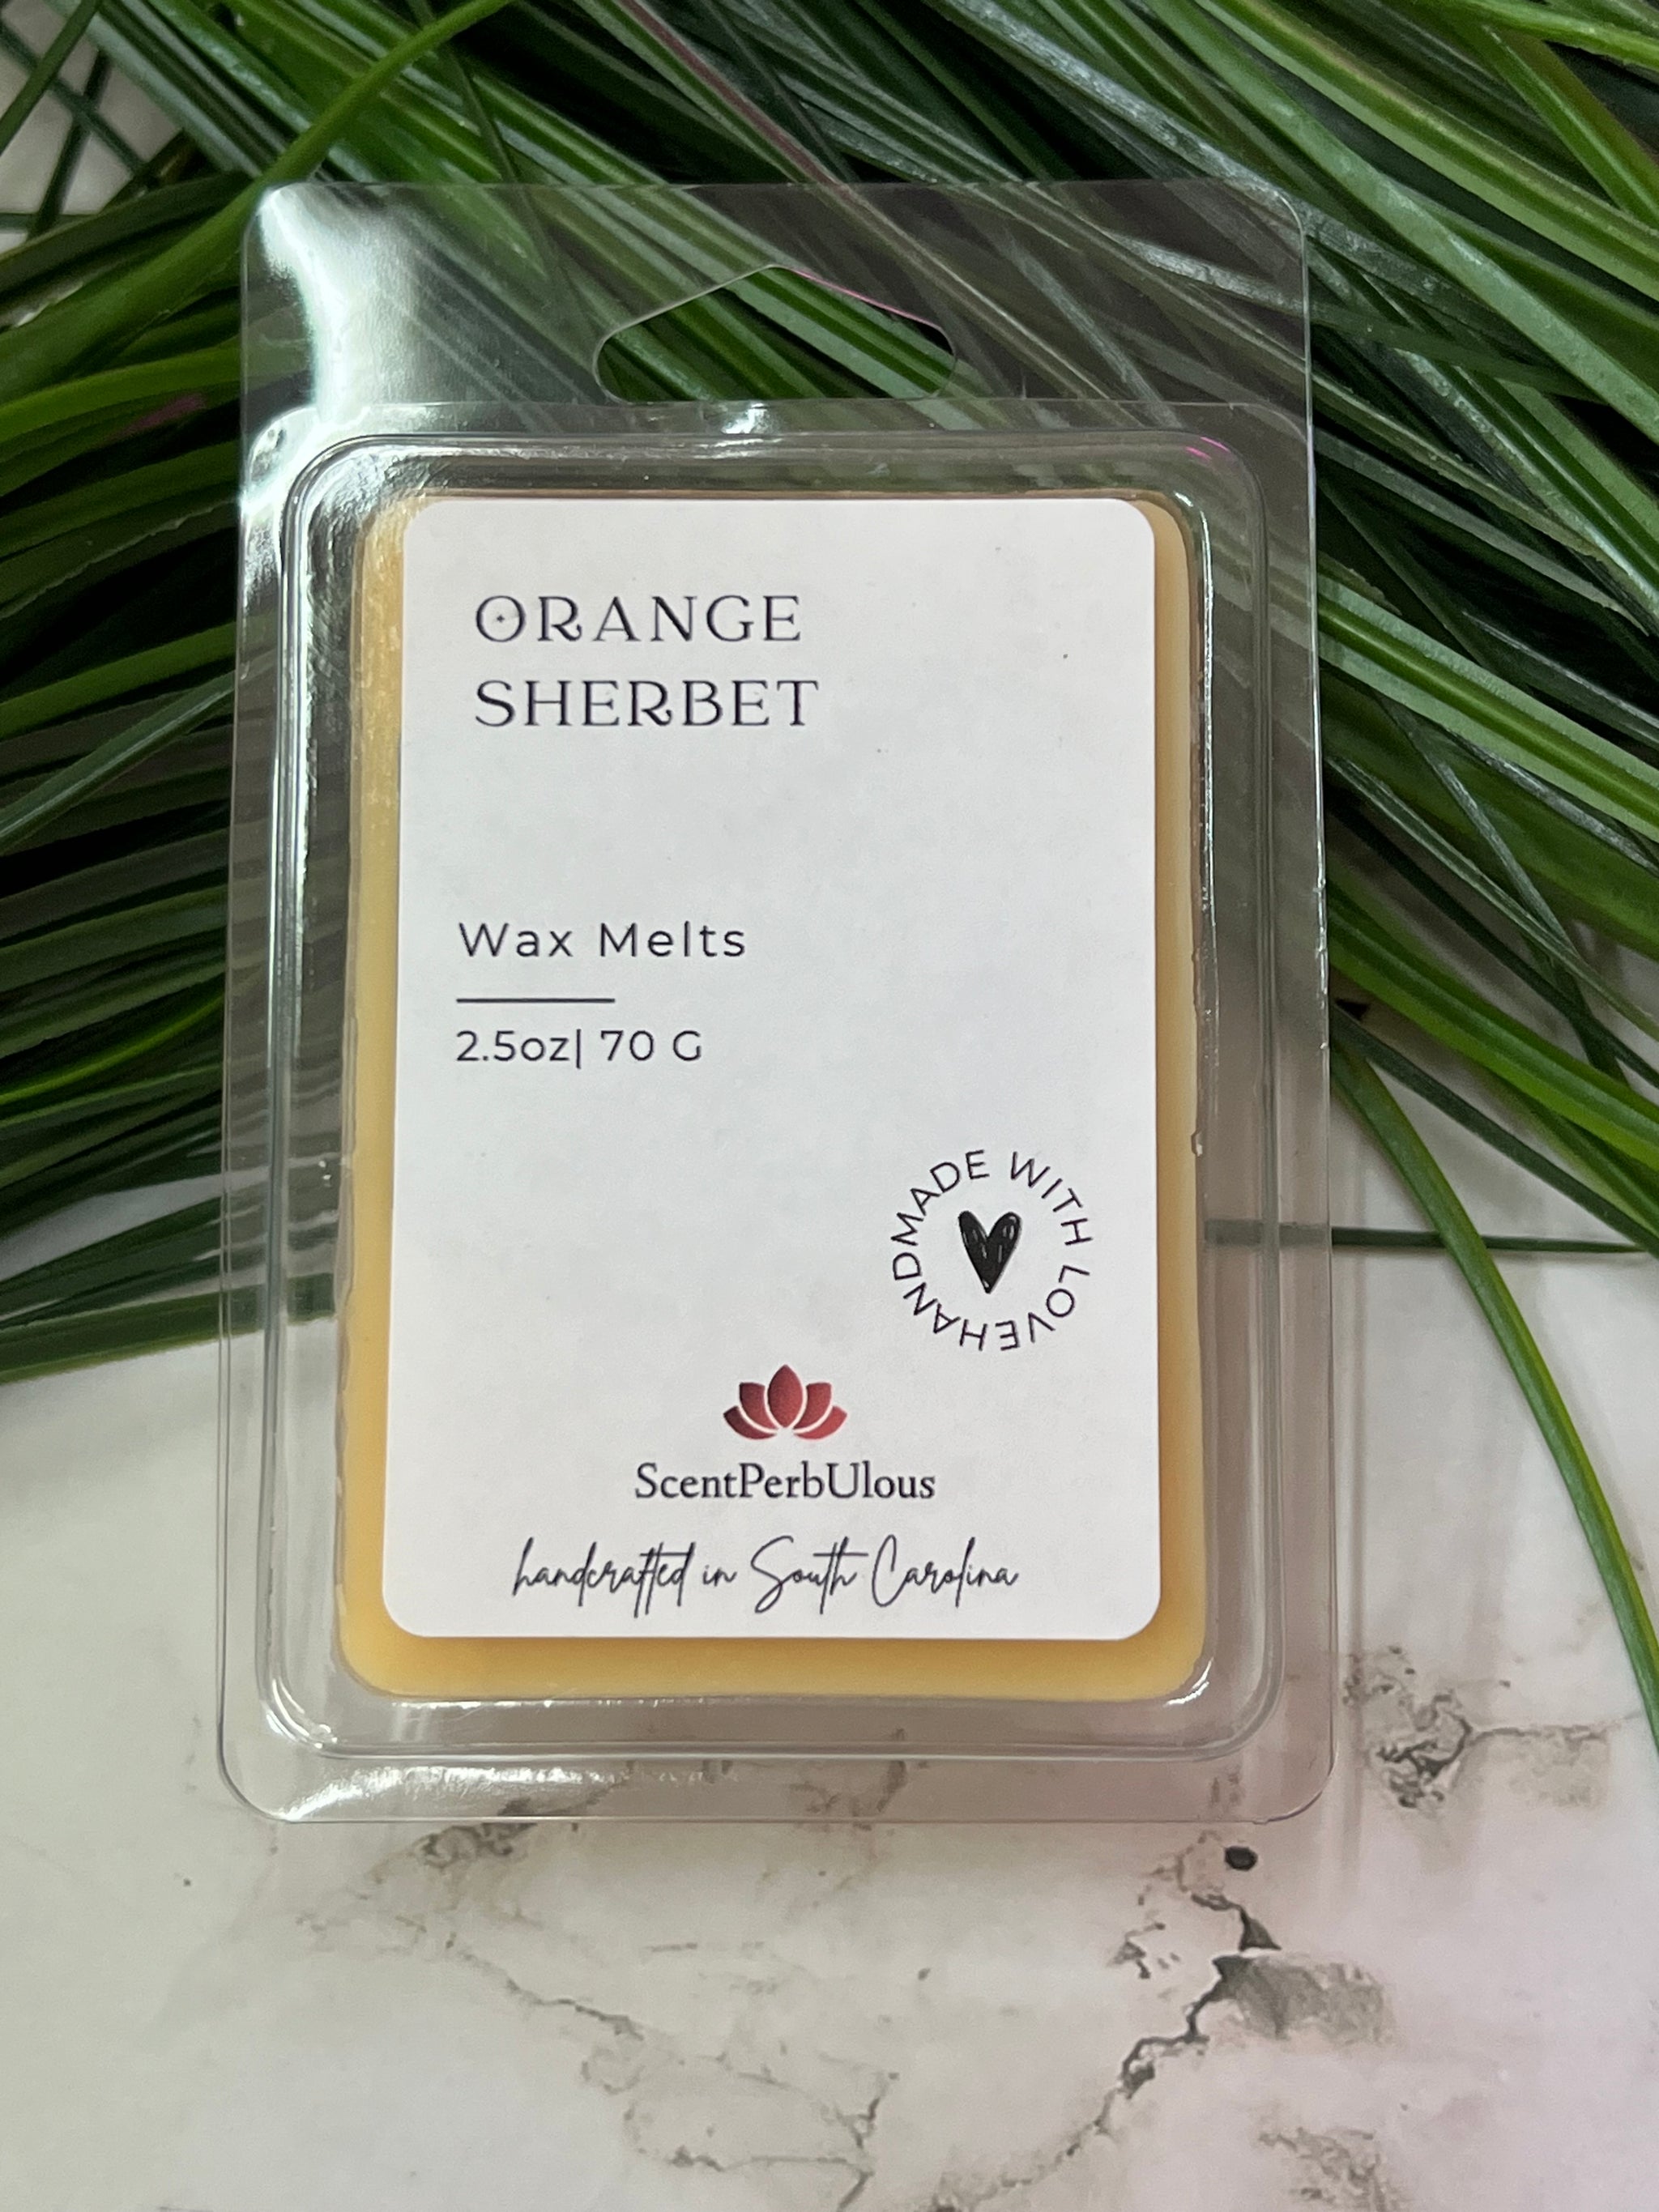 ORANGE
SHERBET
Wax Melts
2.5oz| 70 G
HANDMADE WITH LOVE
ScentPerbUlous
handcrafted in South Carolina